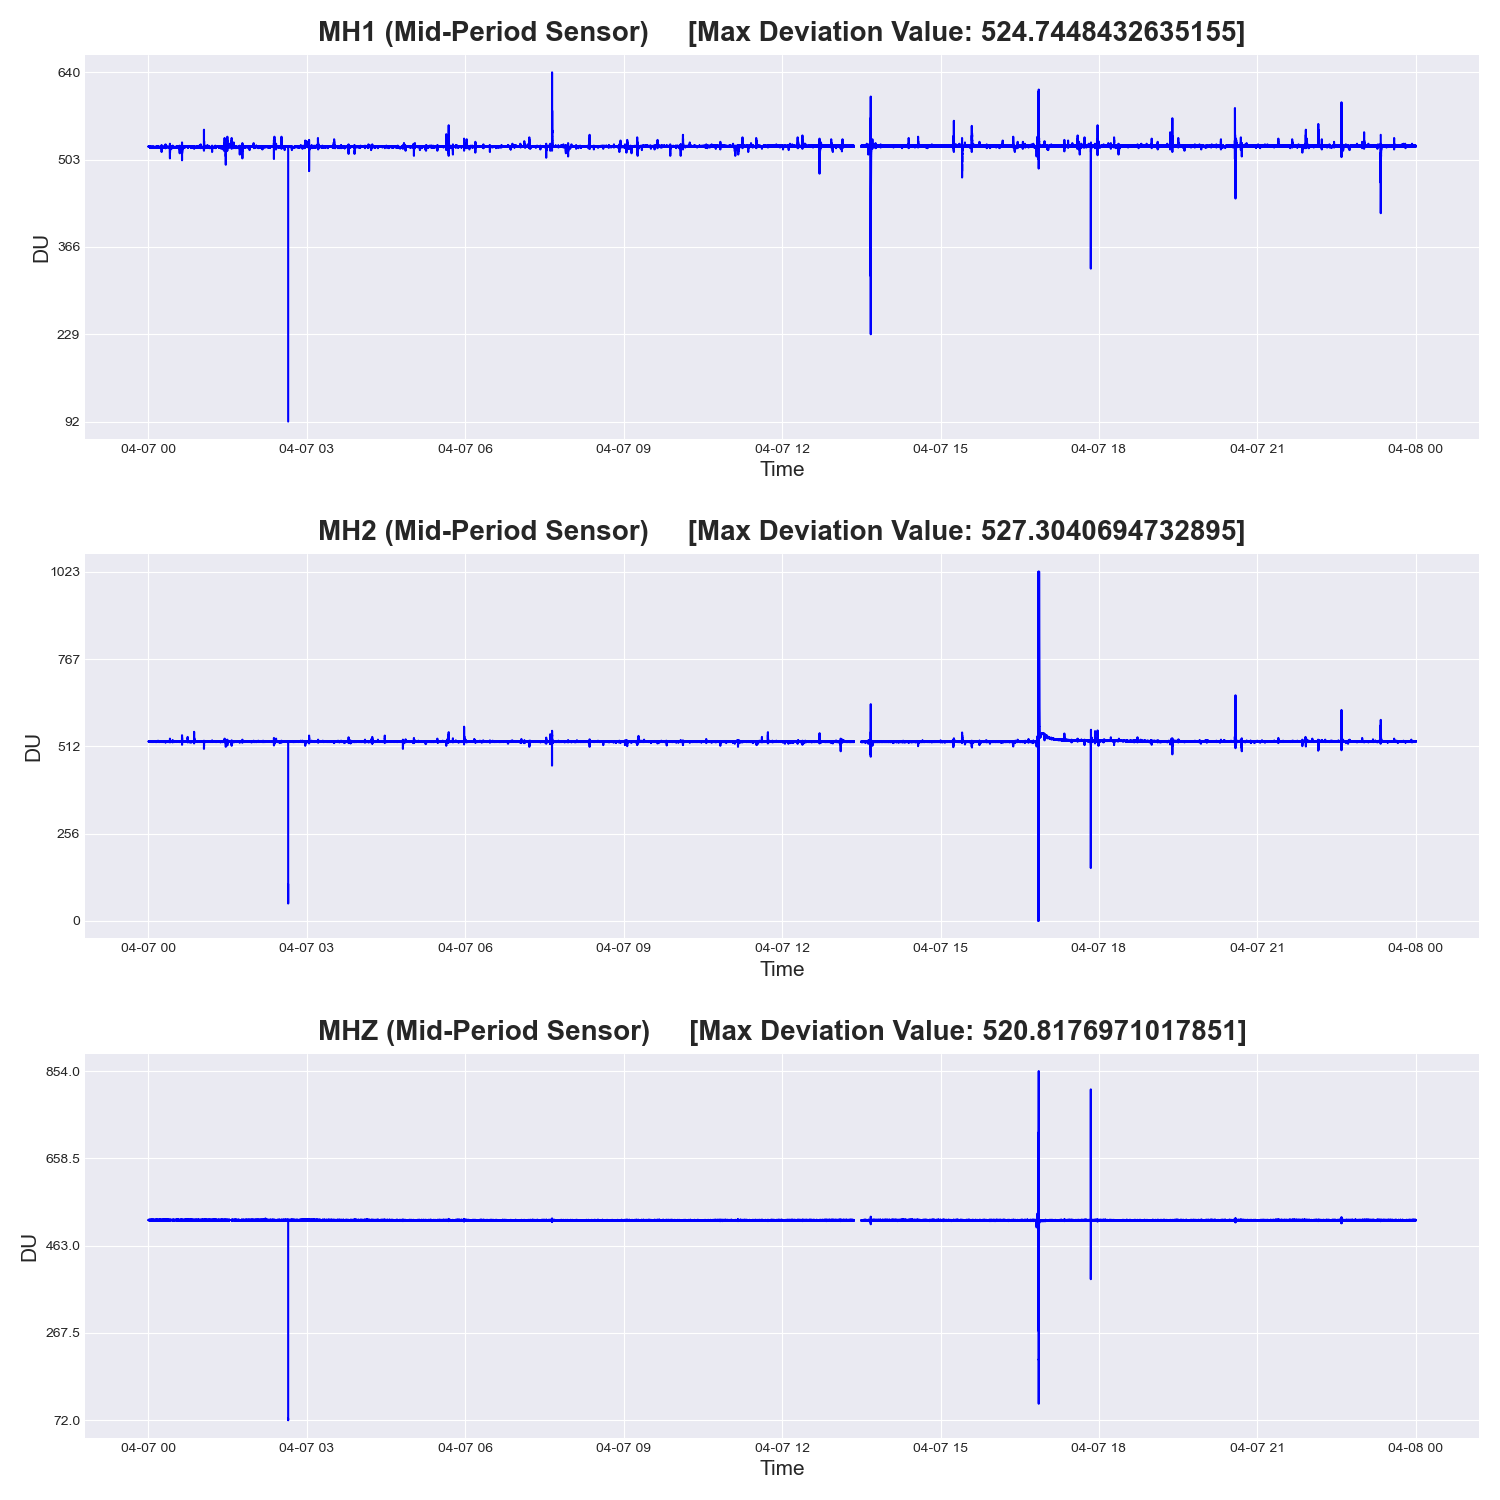 MH1 (Mid-Period Sensor) [Max Deviation Value: 524.7448432635155]
640
503
366
229
92
DU
04-07 00 04-07 03 04-07 06 04-07 09 04-07 12 04-07 15 04-07 18 04-07 21 04-08 00
Time
MH2 (Mid-Period Sensor) [Max Deviation Value: 527.3040694732895]
1023
767
512
256
0
DU
04-07 00 04-07 03 04-07 06 04-07 09 04-07 12 04-07 15 04-07 18 04-07 21 04-08 00
Time
MHZ (Mid-Period Sensor) [Max Deviation Value: 520.8176971017851]
854.0
658.5
463.0
267.5
72.0
DU
04-07 00 04-07 03 04-07 06 04-07 09 04-07 12 04-07 15 04-07 18 04-07 21 04-08 00
Time